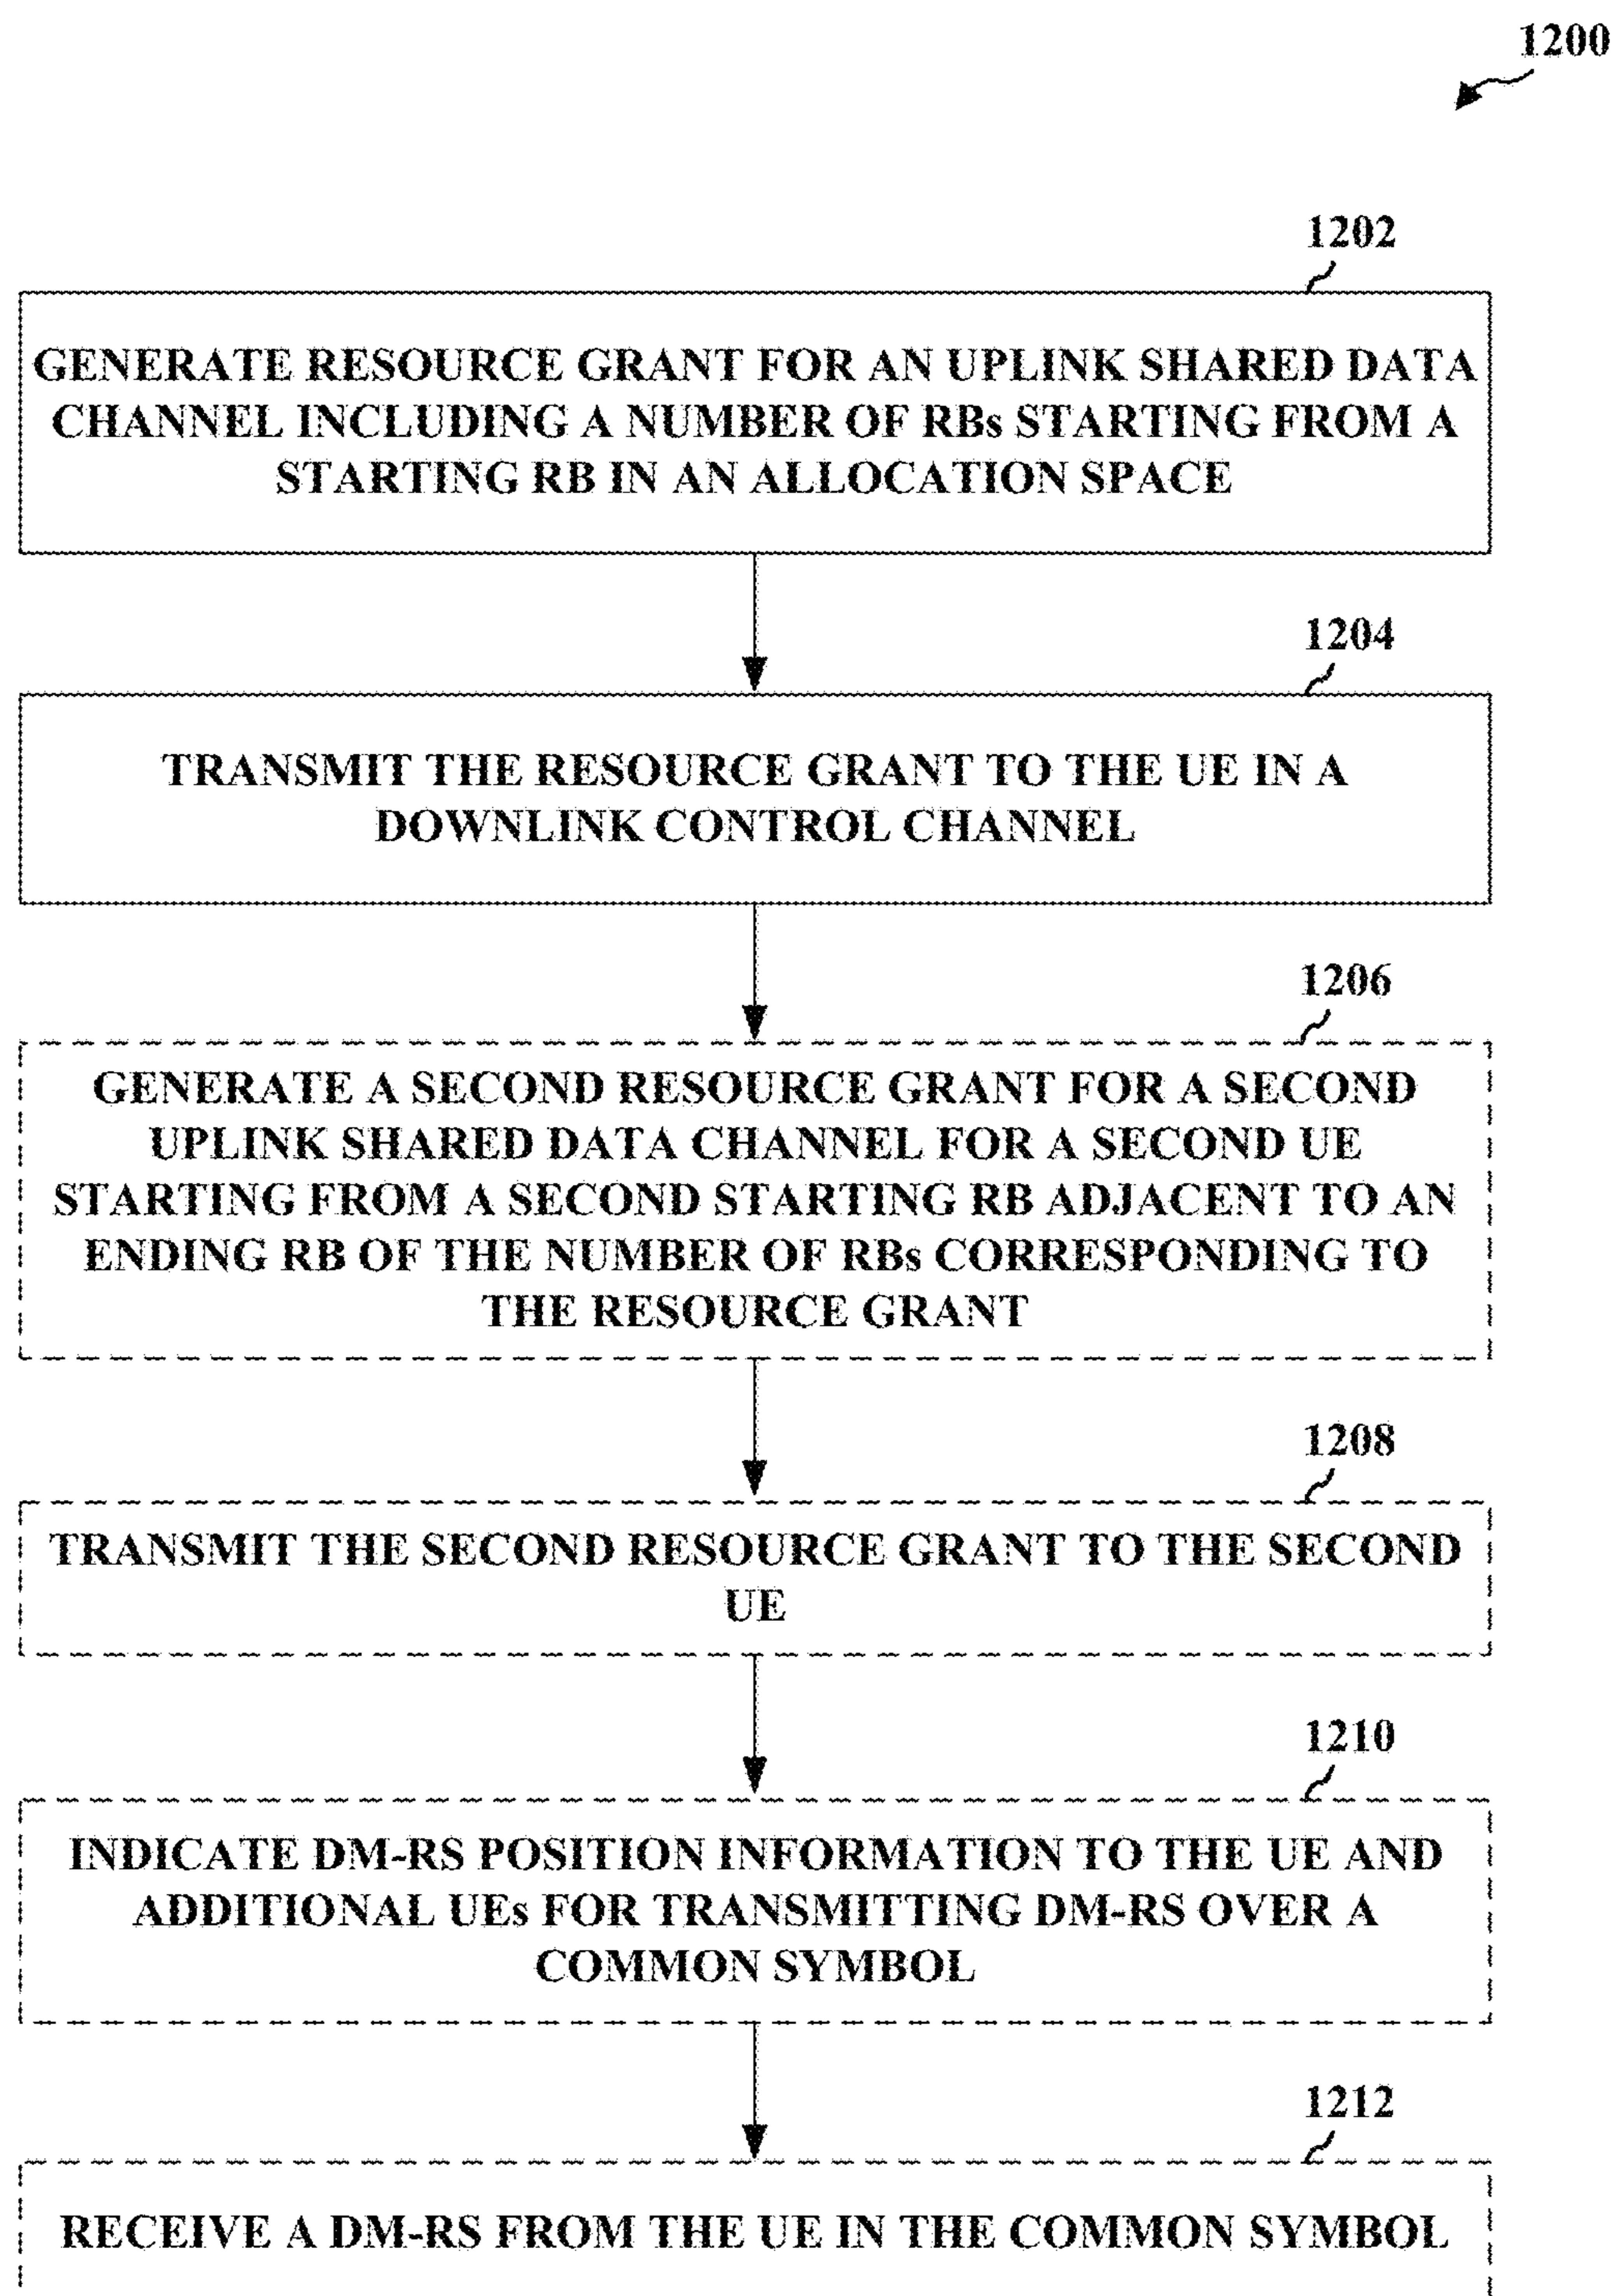 1200
1202
GENERATE RESOURCE GRANT FOR AN UPLINK SHARED DATA
CHANNEL INCLUDING A NUMBER OF RBs STARTING FROM A
STARTING RB IN AN ALLOCATION SPACE
1204
TRANSMIT THE RESOURCE GRANT TO THE UE IN A
DOWNLINK CONTROL CHANNEL
1206
GENERATE A SECOND RESOURCE GRANT FOR A SECOND
UPLINK SHARED DATA CHANNEL FOR A SECOND UE
STARTING FROM A SECOND STARTING RB ADJACENT TO AN
ENDING RB OF THE NUMBER OF RBs CORRESPONDING TO
THE RESOURCE GRANT
1208
TRANSMIT THE SECOND RESOURCE GRANT TO THE SECOND
UE
1210
INDICATE DM-RS POSITION INFORMATION TO THE UE AND
ADDITIONAL UEs FOR TRANSMITTING DM-RS OVER A
COMMON SYMBOL
1212
RECEIVE A DM-RS FROM THE UE IN THE COMMON SYMBOL